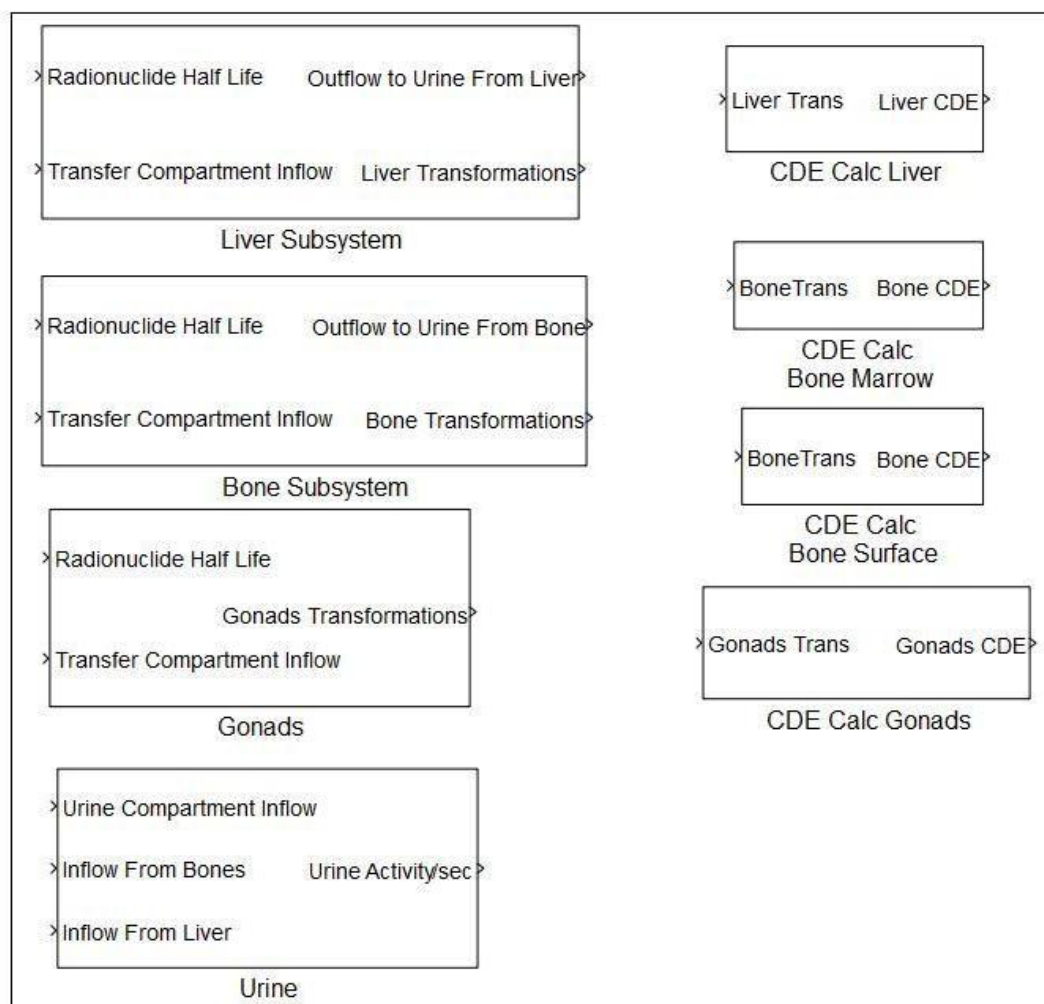 Radionuclide Half Life
Outflow to Urine From Liver
Transfer Compartment Inflow
Liver Transformations
Liver Subsystem
Radionuclide Half Life
Outflow to Urine From Bone
Transfer Compartment Inflow
Bone Transformations
Bone Subsystem
Radionuclide Half Life
Gonads Transformations
Transfer Compartment Inflow
Gonads
Urine Compartment Inflow
Inflow From Bones
Urine Activity/sec
Inflow From Liver
Urine
Liver Trans
Liver CDE
CDE Calc Liver
BoneTrans
Bone CDE
CDE Calc
Bone Marrow
BoneTrans
Bone CDE
CDE Calc
Bone Surface
Gonads Trans
Gonads CDE
CDE Calc Gonads